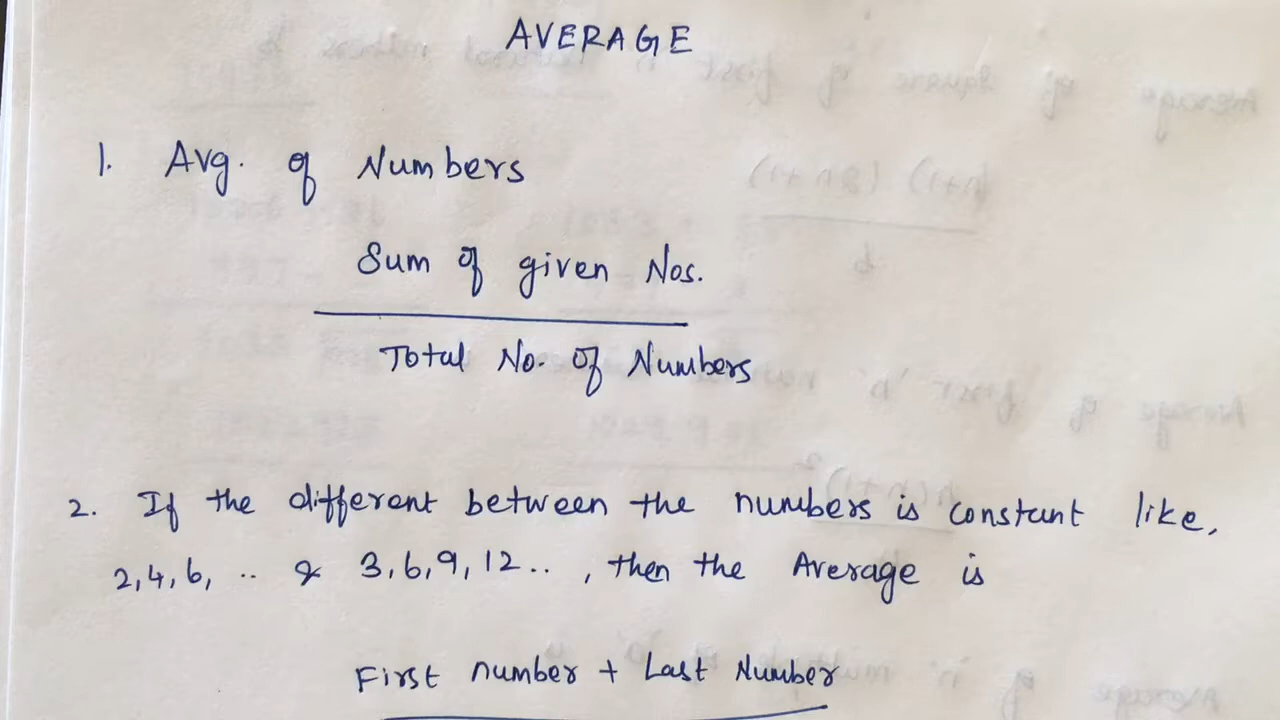 AVERAGE
1. Avg. of Numbers
Sum of given Nos.
Total No. of Numbers
2. If the different between the numbers is constant like,
2,4,6, .. & 3,6,9,12.. , then the Average is
First number + Last Number